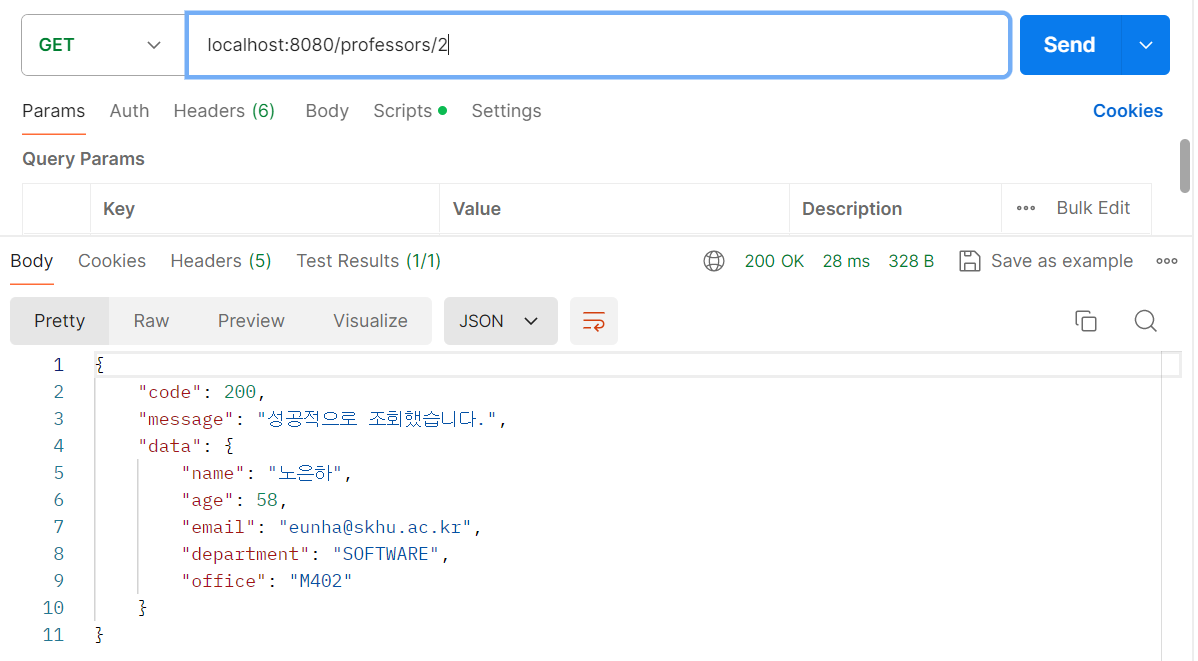 GET localhost:8080/professors/2 Send
Params Auth Headers (6) Body Scripts Settings Cookies
Query Params
Key Value Description Bulk Edit
Body Cookies Headers (5) Test Results (1/1) 200 OK 28 ms 328 B Save as example
Pretty Raw Preview Visualize JSON
1 {
2 "code": 200,
3 "message": "성공적으로 조회했습니다.",
4 "data": {
5 "name": "노은하",
6 "age": 58,
7 "email": "eunha@skhu.ac.kr",
8 "department": "SOFTWARE",
9 "office": "M402"
10 }
11 }